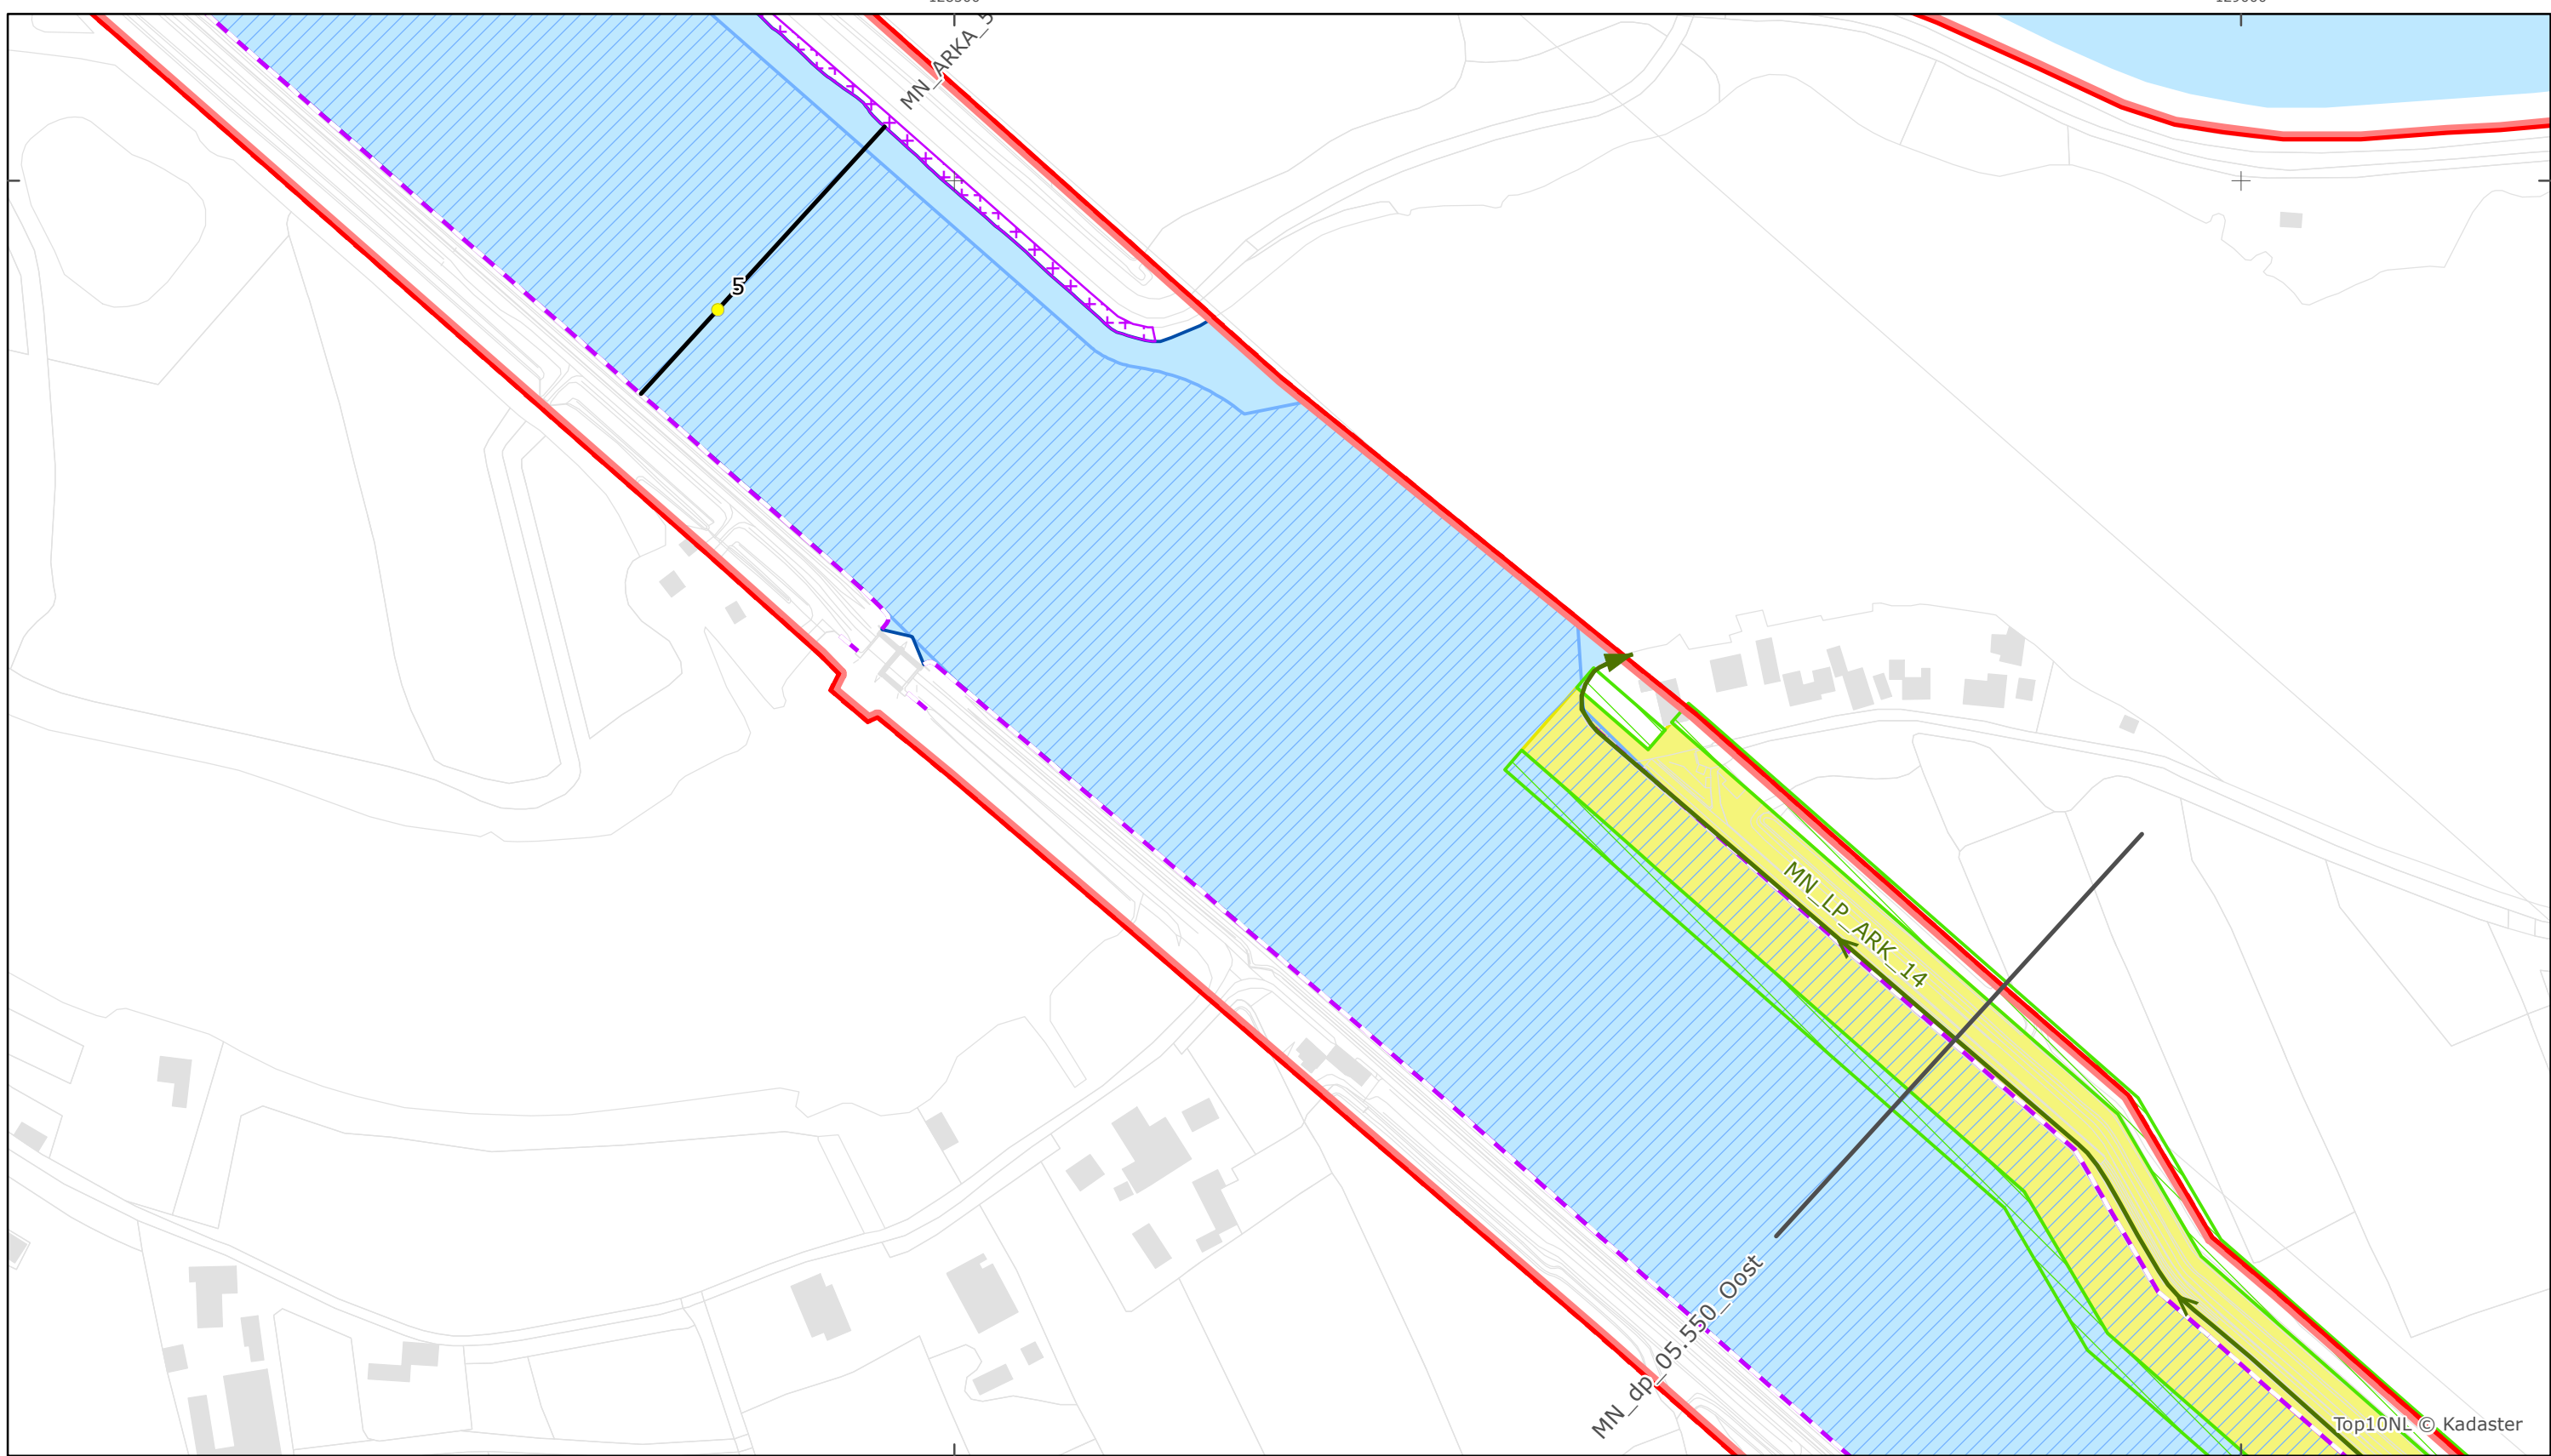 MN_ARKA_5
5
MN_LP_ARK_14
MN_dp_05.550_Oost
Top10NL © Kadaster